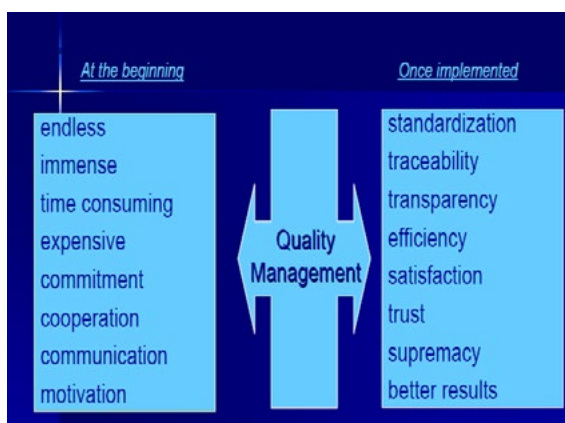 At the beginning
Once implemented
endless
immense
time consuming
expensive
commitment
cooperation
communication
motivation
Quality
Management
standardization
traceability
transparency
efficiency
satisfaction
trust
supremacy
better results